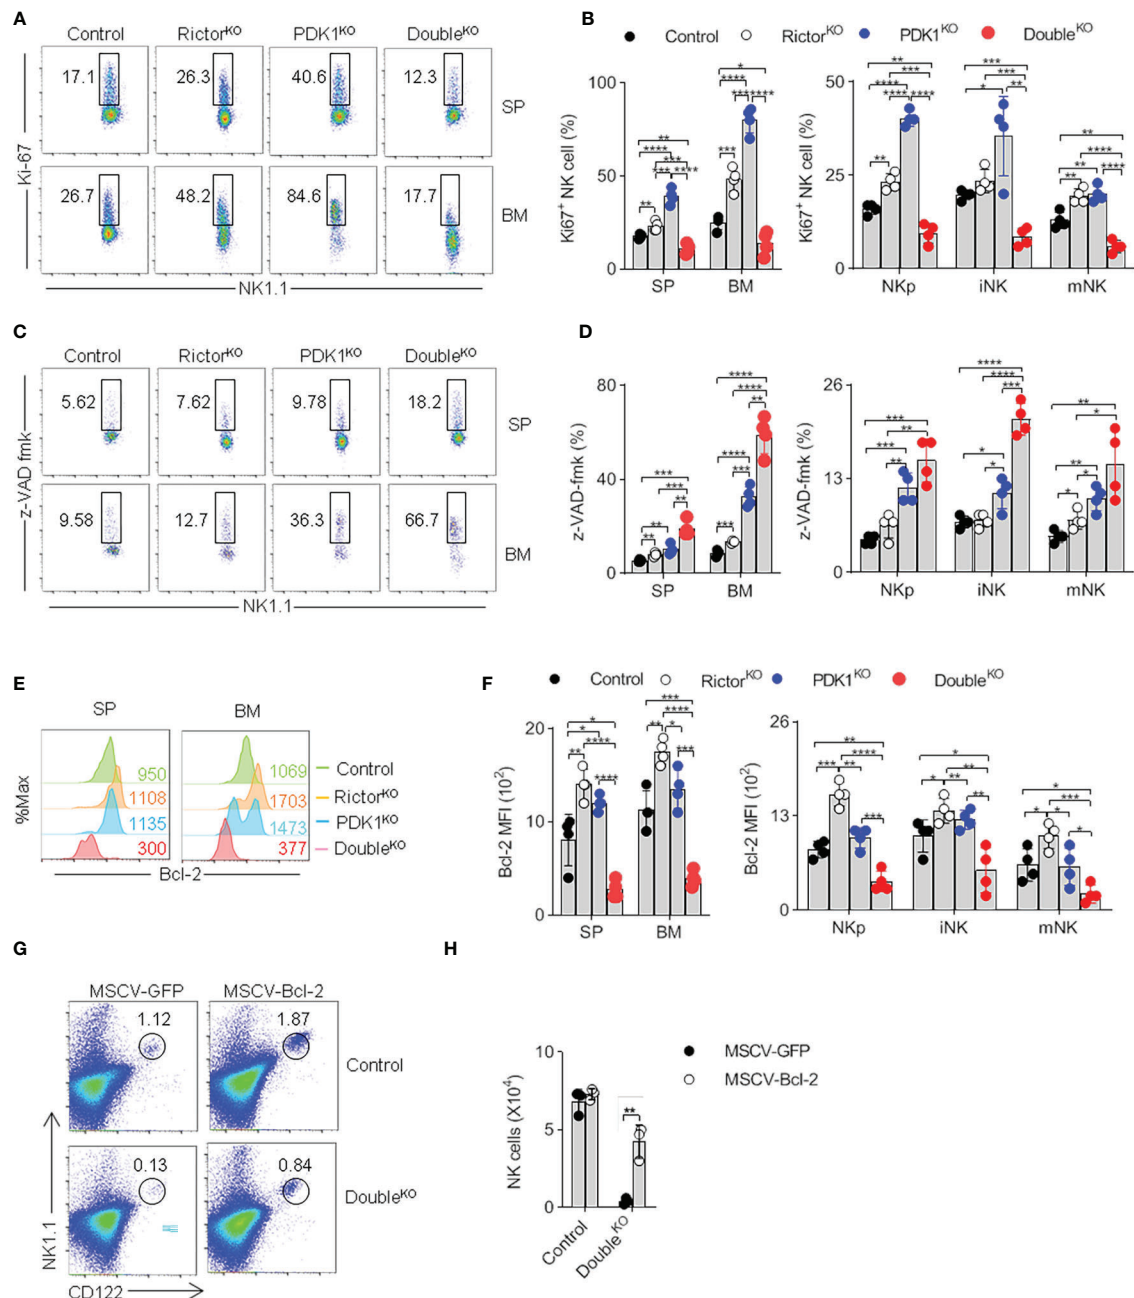 A
Control
Rictor^KO
PDK1^KO
Double^KO
17.1
26.3
40.6
12.3
SP
26.7
48.2
84.6
17.7
BM
Ki-67
NK1.1
B
Control
Rictor^KO
PDK1^KO
Double^KO
Ki67+ NK cell (%)
100
50
0
** **** *** ** *** ****
* **** *** *** ****
SP
BM
Ki67+ NK cell (%)
50
25
0
** *** **** **** **** **
*** *** * **
** **** ** ** ****
NKp
iNK
mNK
C
Control
Rictor^KO
PDK1^KO
Double^KO
5.62
7.62
9.78
18.2
SP
9.58
12.7
36.3
66.7
BM
z-VAD fmk
NK1.1
D
z-VAD-fmk (%)
80
40
0
*** *** ** ** **
**** **** ** **** *** ***
SP
BM
z-VAD-fmk (%)
26
13
0
*** ** *** **
**** **** *** * *
** * ** * *
NKp
iNK
mNK
E
SP
BM
950
1108
1135
300
1069
1703
1473
377
Control
Rictor^KO
PDK1^KO
Double^KO
%Max
Bcl-2
F
Control
Rictor^KO
PDK1^KO
Double^KO
Bcl-2 MFI (10^2)
20
10
0
* * **** ** ****
*** **** ** * ***
SP
BM
Bcl-2 MFI (10^2)
26
13
0
** **** *** ** ***
* ** * ** **
* *** * * *
NKp
iNK
mNK
G
MSCV-GFP
MSCV-Bcl-2
1.12
1.87
Control
0.13
0.84
Double^KO
NK1.1
CD122
H
MSCV-GFP
MSCV-Bcl-2
NK cells (X10^4)
10
5
0
**
Control
Double^KO